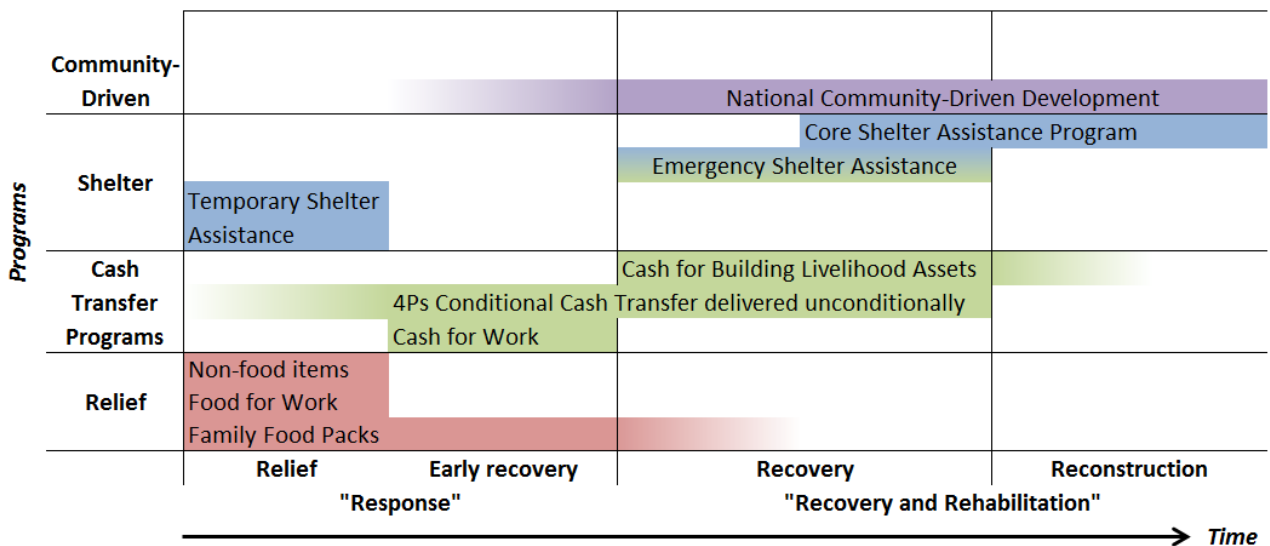 Programs
Community-
Driven
National Community-Driven Development
Shelter
Core Shelter Assistance Program
Emergency Shelter Assistance
Temporary Shelter
Assistance
Cash
Transfer
Programs
Cash for Building Livelihood Assets
4Ps Conditional Cash Transfer delivered unconditionally
Cash for Work
Relief
Non-food items
Food for Work
Family Food Packs
Relief
Early recovery
Recovery
Reconstruction
"Response"
"Recovery and Rehabilitation"
Time